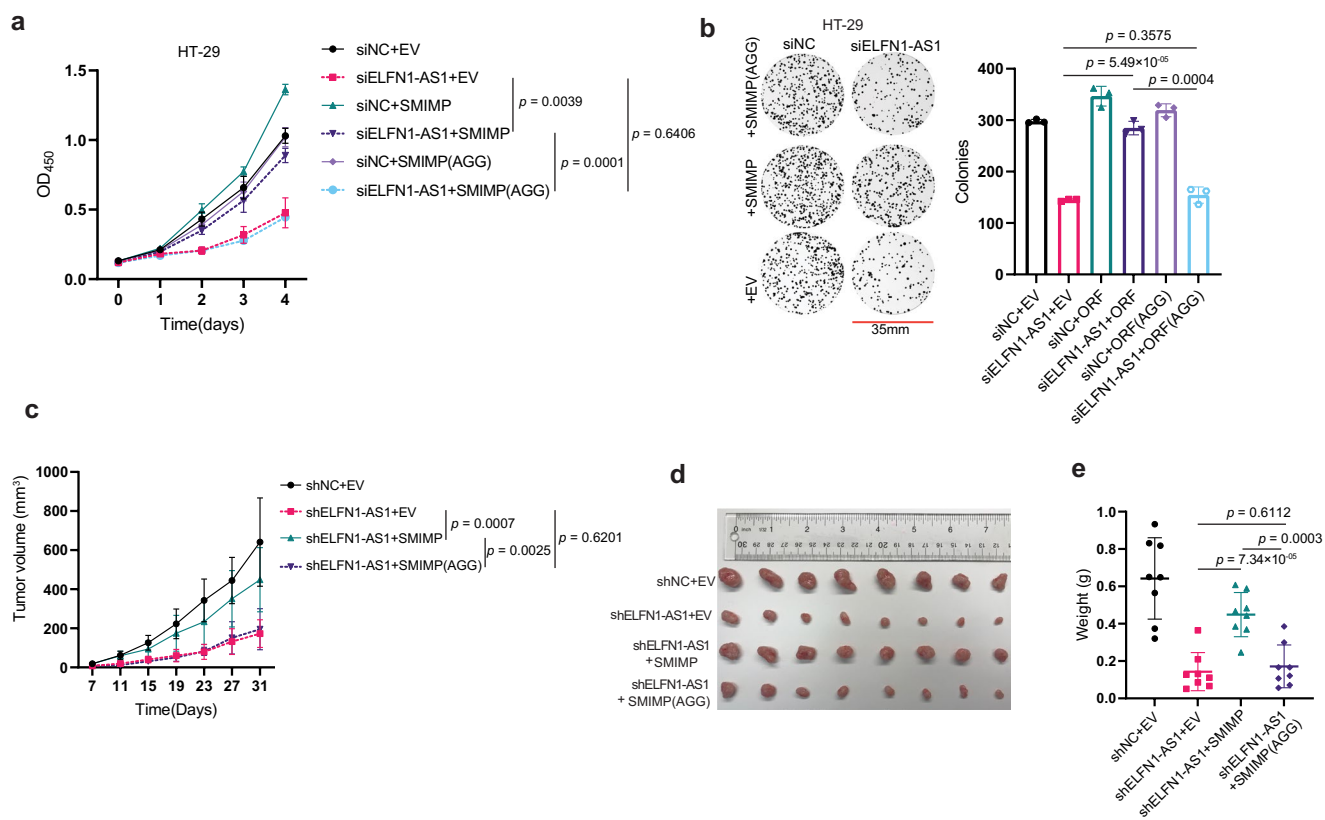 a
HT-29
OD450
1.5
1.0
0.5
0.0
0 1 2 3 4
Time(days)
siNC+EV
siELFN1-AS1+EV
siNC+SMIMP
siELFN1-AS1+SMIMP
siNC+SMIMP(AGG)
siELFN1-AS1+SMIMP(AGG)
p = 0.0039
p = 0.0001
p = 0.6406
b
HT-29
siNC siELFN1-AS1
+SMIMP(AGG)
+SMIMP
+EV
35mm
p = 0.3575
p = 5.49×10-05
p = 0.0004
Colonies
400
300
200
100
0
siNC+EV
siELFN1-AS1+EV
siNC+ORF
siELFN1-AS1+ORF
siNC+ORF(AGG)
siELFN1-AS1+ORF(AGG)
c
Tumor volume (mm3)
1000
800
600
400
200
0
7 11 15 19 23 27 31
Time(Days)
shNC+EV
shELFN1-AS1+EV
shELFN1-AS1+SMIMP
shELFN1-AS1+SMIMP(AGG)
p = 0.0007
p = 0.0025
p = 0.6201
d
0 1 2 3 4 5 6 7
shNC+EV
shELFN1-AS1+EV
shELFN1-AS1
+SMIMP
shELFN1-AS1
+ SMIMP(AGG)
e
p = 0.6112
p = 0.0003
p = 7.34×10-05
Weight (g)
1.0
0.8
0.6
0.4
0.2
0.0
shNC+EV
shELFN1-AS1+EV
shELFN1-AS1+SMIMP
shELFN1-AS1
+SMIMP(AGG)